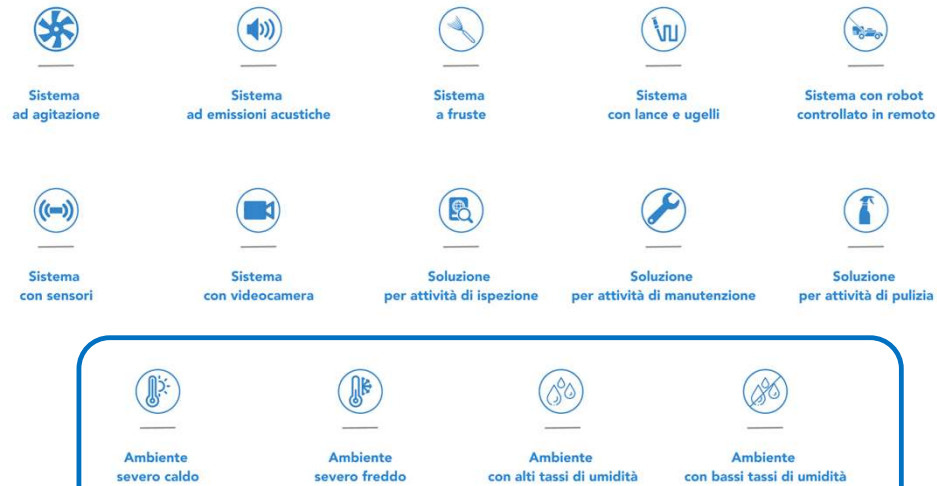 Sistema
ad agitazione
Sistema
ad emissioni acustiche
Sistema
a fruste
Sistema
con lance e ugelli
Sistema con robot
controllato in remoto
Sistema
con sensori
Sistema
con videocamera
Soluzione
per attività di ispezione
Soluzione
per attività di manutenzione
Soluzione
per attività di pulizia
Ambiente
severo caldo
Ambiente
severo freddo
Ambiente
con alti tassi di umidità
Ambiente
con bassi tassi di umidità